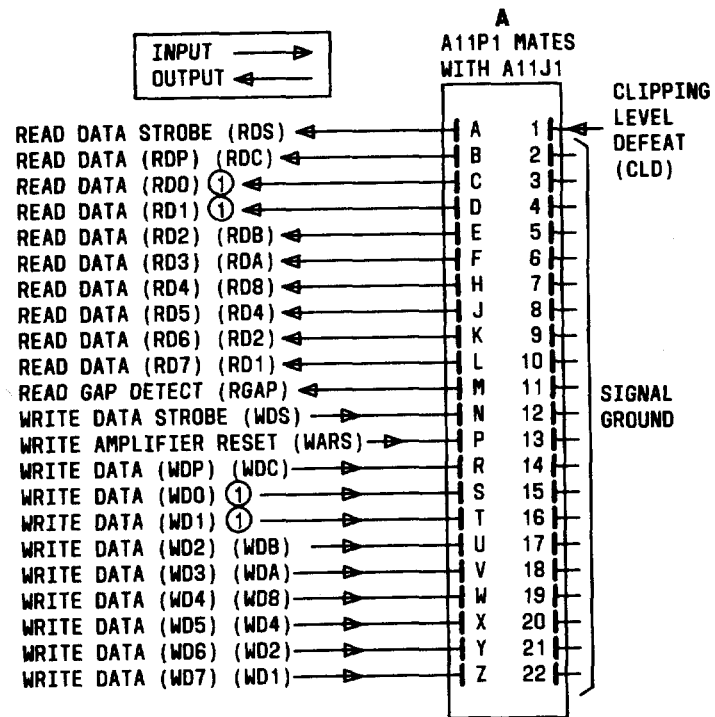 A
A11P1 MATES
WITH A11J1
INPUT
OUTPUT
CLIPPING
LEVEL
DEFEAT
(CLD)
READ DATA STROBE (RDS) A 1
READ DATA (RDP) (RDC) B 2
READ DATA (RD0) 1 C 3
READ DATA (RD1) 1 D 4
READ DATA (RD2) (RDB) E 5
READ DATA (RD3) (RDA) F 6
READ DATA (RD4) (RD8) H 7
READ DATA (RD5) (RD4) J 8
READ DATA (RD6) (RD2) K 9
READ DATA (RD7) (RD1) L 10
READ GAP DETECT (RGAP) M 11
WRITE DATA STROBE (WDS) N 12
WRITE AMPLIFIER RESET (WARS) P 13
WRITE DATA (WDP) (WDC) R 14
WRITE DATA (WD0) 1 S 15
WRITE DATA (WD1) 1 T 16
WRITE DATA (WD2) (WDB) U 17
WRITE DATA (WD3) (WDA) V 18
WRITE DATA (WD4) (WD8) W 19
WRITE DATA (WD5) (WD4) X 20
WRITE DATA (WD6) (WD2) Y 21
WRITE DATA (WD7) (WD1) Z 22
SIGNAL
GROUND